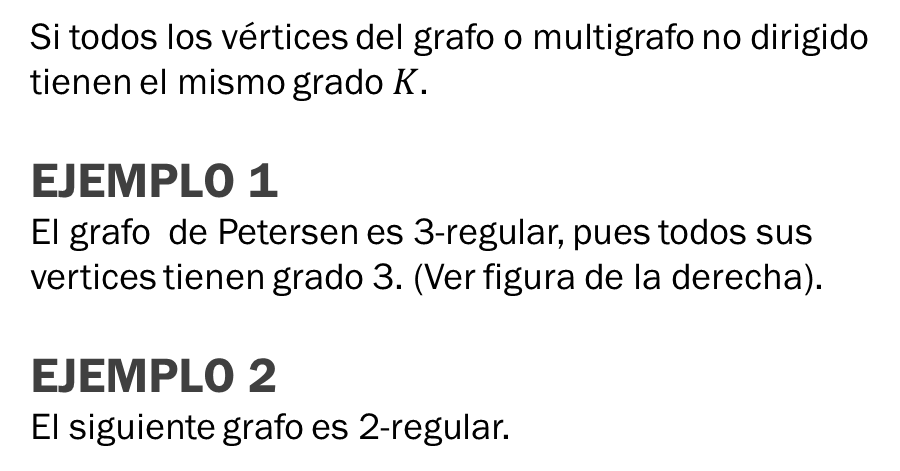 Si todos los vértices del grafo o multigrafo no dirigido
tienen el mismo grado K.
EJEMPLO 1
El grafo de Petersen es 3-regular, pues todos sus
vertices tienen grado 3. (Ver figura de la derecha).
EJEMPLO 2
El siguiente grafo es 2-regular.